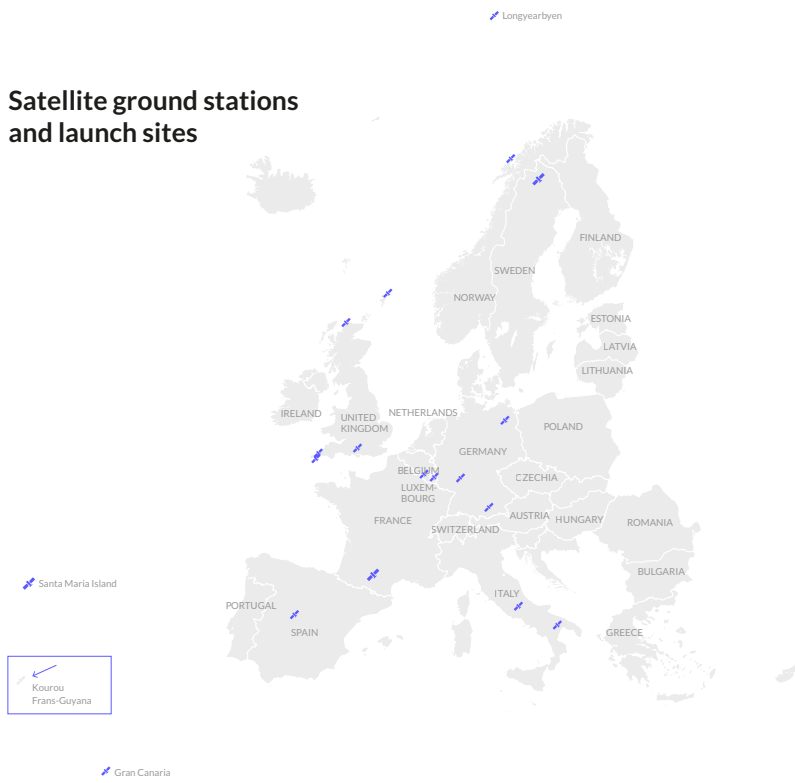 Longyearbyen
Satellite ground stations
and launch sites
FINLAND
SWEDEN
NORWAY
ESTONIA
LATVIA
LITHUANIA
IRELAND
UNITED
KINGDOM
NETHERLANDS
POLAND
GERMANY
BELGIUM
CZECHIA
LUXEM-
BOURG
FRANCE
SWITZERLAND
AUSTRIA
HUNGARY
ROMANIA
BULGARIA
Santa Maria Island
PORTUGAL
SPAIN
ITALY
GREECE
Kourou
Frans-Guyana
Gran Canaria